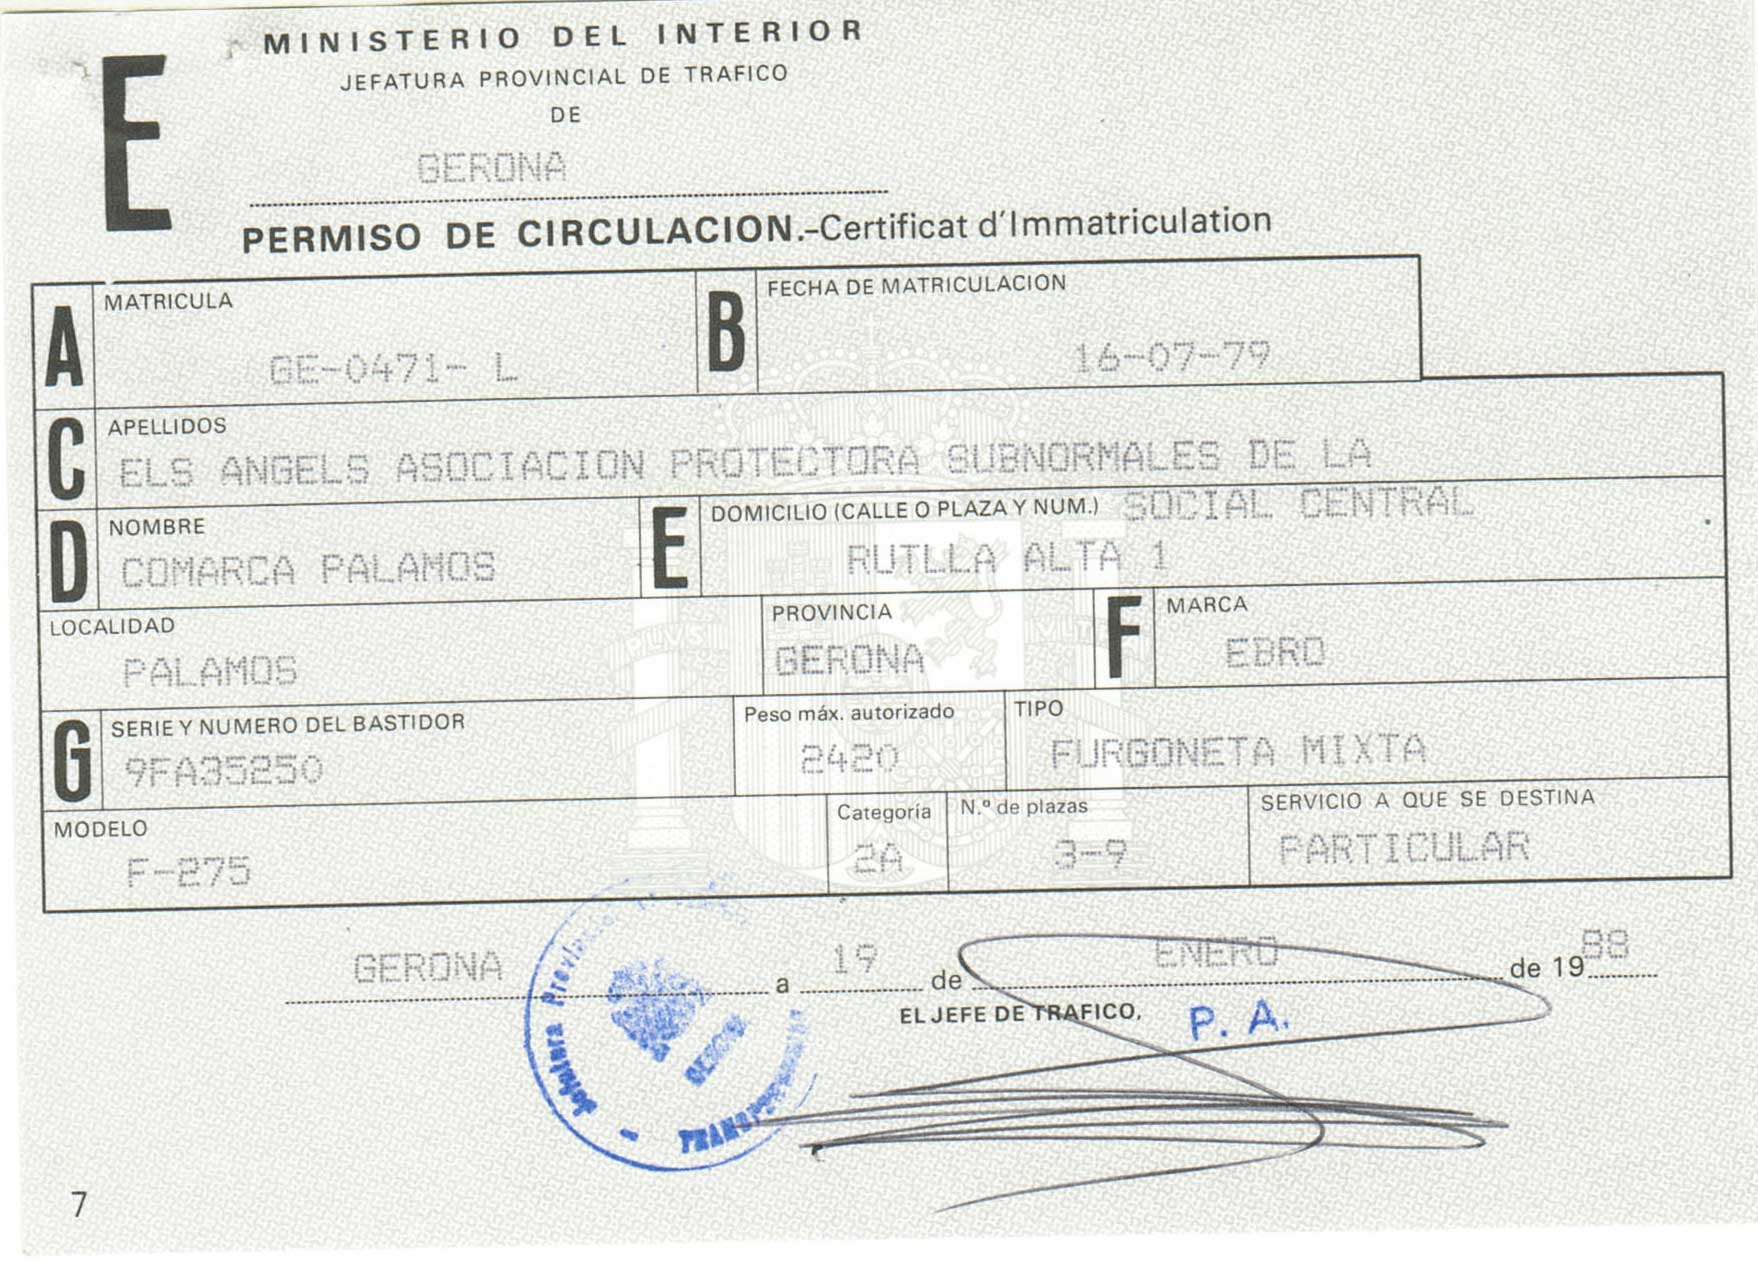 E
MINISTERIO DEL INTERIOR
JEFATURA PROVINCIAL DE TRAFICO
DE
GERONA
PERMISO DE CIRCULACION.-Certificat d'Immatriculation
A MATRICULA
GE-0471- L
B FECHA DE MATRICULACION
16-07-79
C APELLIDOS
ELS ANGELS ASOCIACION PROTECTORA SUBNORMALES DE LA
D NOMBRE
COMARCA PALAMOS
E DOMICILIO (CALLE O PLAZA Y NUM.) SOCIAL CENTRAL
RUTLLA ALTA 1
LOCALIDAD
PALAMOS
PROVINCIA
GERONA
F MARCA
EBRO
G SERIE Y NUMERO DEL BASTIDOR
9FA35250
Peso máx. autorizado
2420
TIPO
FURGONETA MIXTA
MODELO
F-275
Categoría
2A
N.º de plazas
3-9
SERVICIO A QUE SE DESTINA
PARTICULAR
GERONA a 19 de ENERO de 1988
EL JEFE DE TRAFICO,
P. A.
Jefatura Provincial
GERONA
7